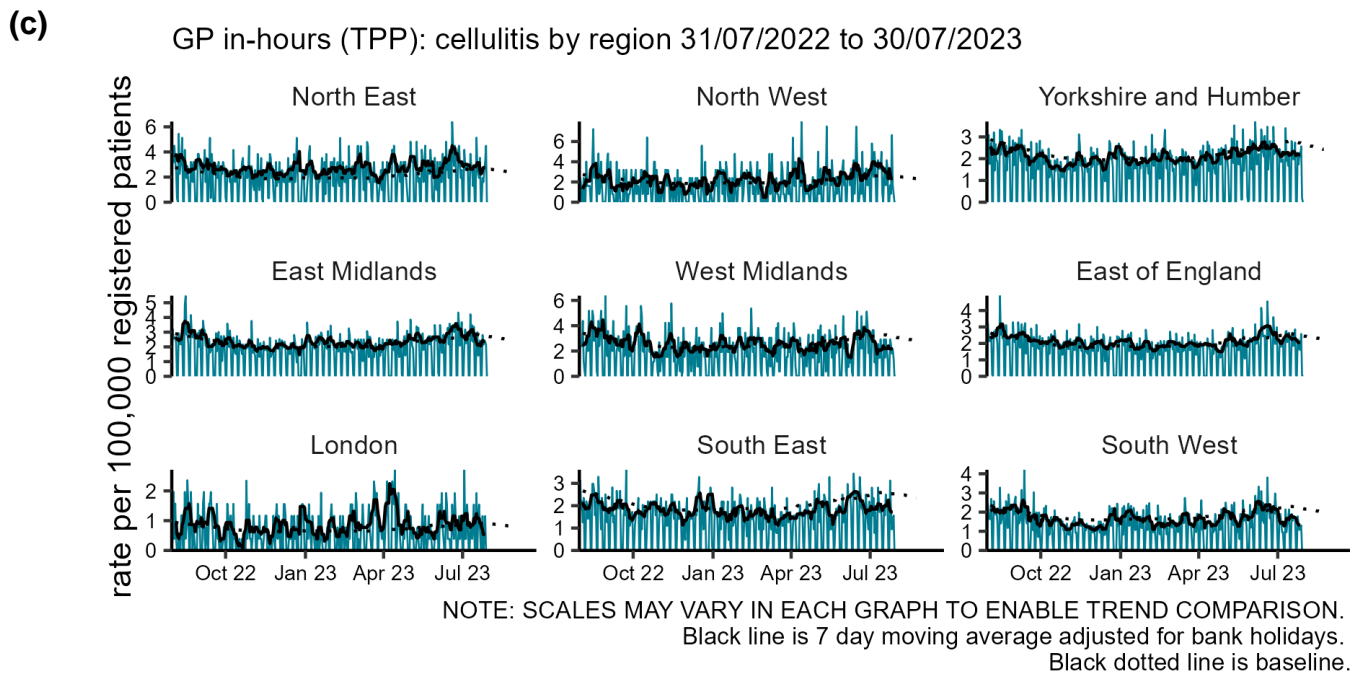 (c)
GP in-hours (TPP): cellulitis by region 31/07/2022 to 30/07/2023
rate per 100,000 registered patients
North East
6
4
2
0
North West
6
4
2
0
Yorkshire and Humber
3
2
1
0
East Midlands
5
4
3
2
1
0
West Midlands
6
4
2
0
East of England
4
3
2
1
0
London
2
1
0
Oct 22 Jan 23 Apr 23 Jul 23
South East
3
2
1
0
Oct 22 Jan 23 Apr 23 Jul 23
South West
4
3
2
1
0
Oct 22 Jan 23 Apr 23 Jul 23
NOTE: SCALES MAY VARY IN EACH GRAPH TO ENABLE TREND COMPARISON.
Black line is 7 day moving average adjusted for bank holidays.
Black dotted line is baseline.